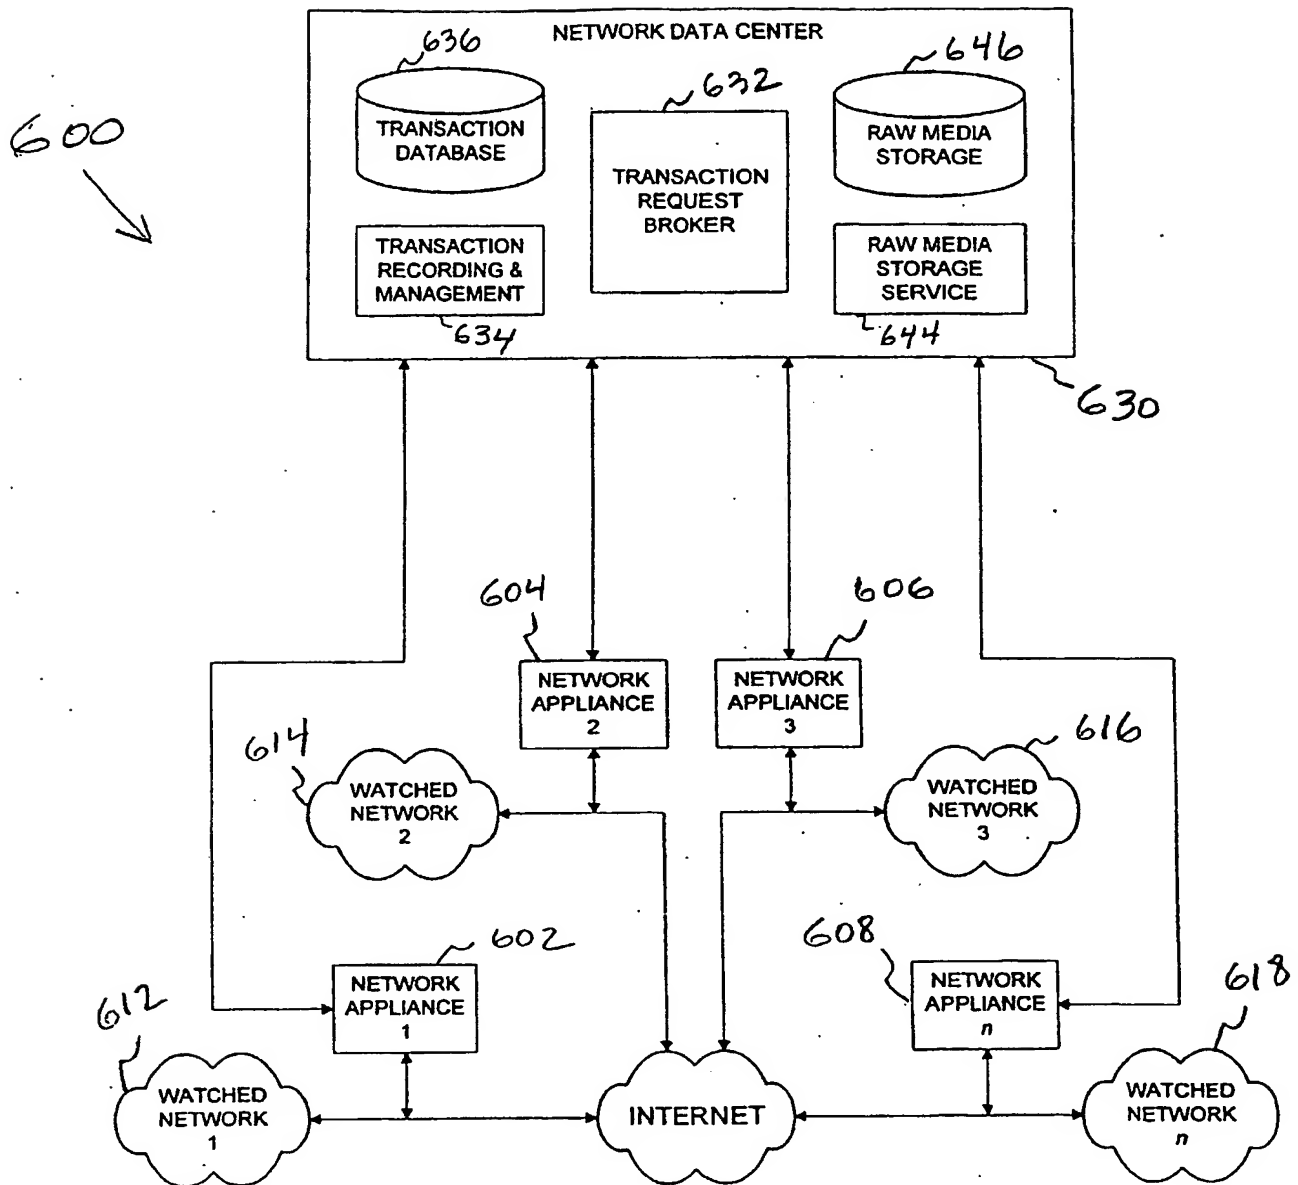 NETWORK DATA CENTER
636
646
632
600
TRANSACTION
DATABASE
RAW MEDIA
STORAGE
TRANSACTION
REQUEST
BROKER
TRANSACTION
RECORDING &
MANAGEMENT
RAW MEDIA
STORAGE
SERVICE
634
644
630
604
606
NETWORK
APPLIANCE
2
NETWORK
APPLIANCE
3
614
616
WATCHED
NETWORK
2
WATCHED
NETWORK
3
602
608
612
618
NETWORK
APPLIANCE
1
NETWORK
APPLIANCE
n
WATCHED
NETWORK
1
INTERNET
WATCHED
NETWORK
n